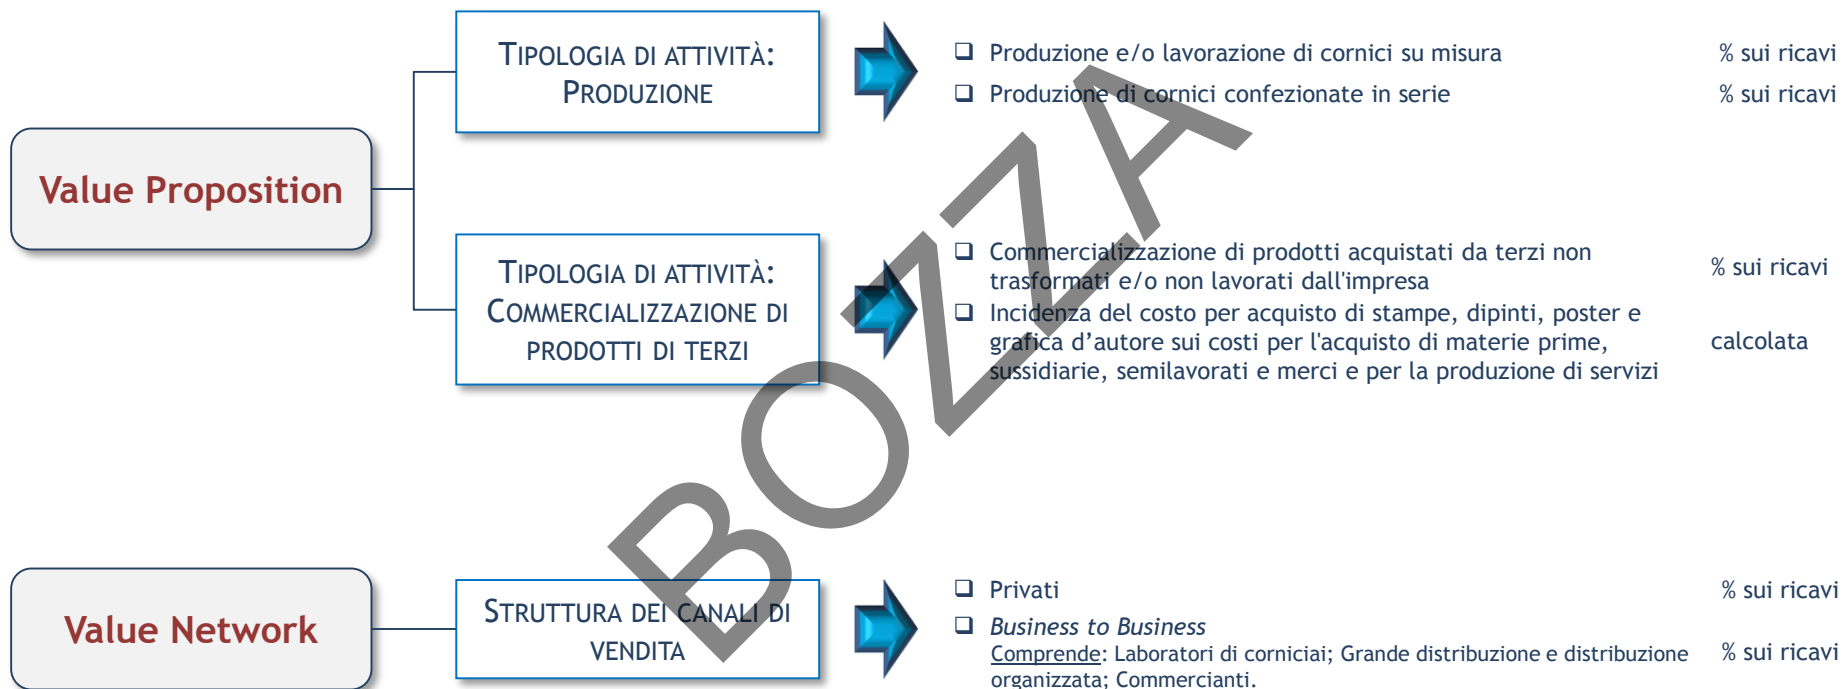 TIPOLOGIA DI ATTIVITÀ:
PRODUZIONE
❑ Produzione e/o lavorazione di cornici su misura % sui ricavi
❑ Produzione di cornici confezionate in serie % sui ricavi
Value Proposition
TIPOLOGIA DI ATTIVITÀ:
COMMERCIALIZZAZIONE DI
PRODOTTI DI TERZI
❑ Commercializzazione di prodotti acquistati da terzi non
trasformati e/o non lavorati dall'impresa
% sui ricavi
❑ Incidenza del costo per acquisto di stampe, dipinti, poster e
grafica d’autore sui costi per l'acquisto di materie prime,
sussidiarie, semilavorati e merci e per la produzione di servizi
calcolata
BOZZA
Value Network
STRUTTURA DEI CANALI DI
VENDITA
❑ Privati % sui ricavi
❑ Business to Business
Comprende: Laboratori di corniciai; Grande distribuzione e distribuzione
organizzata; Commercianti.
% sui ricavi